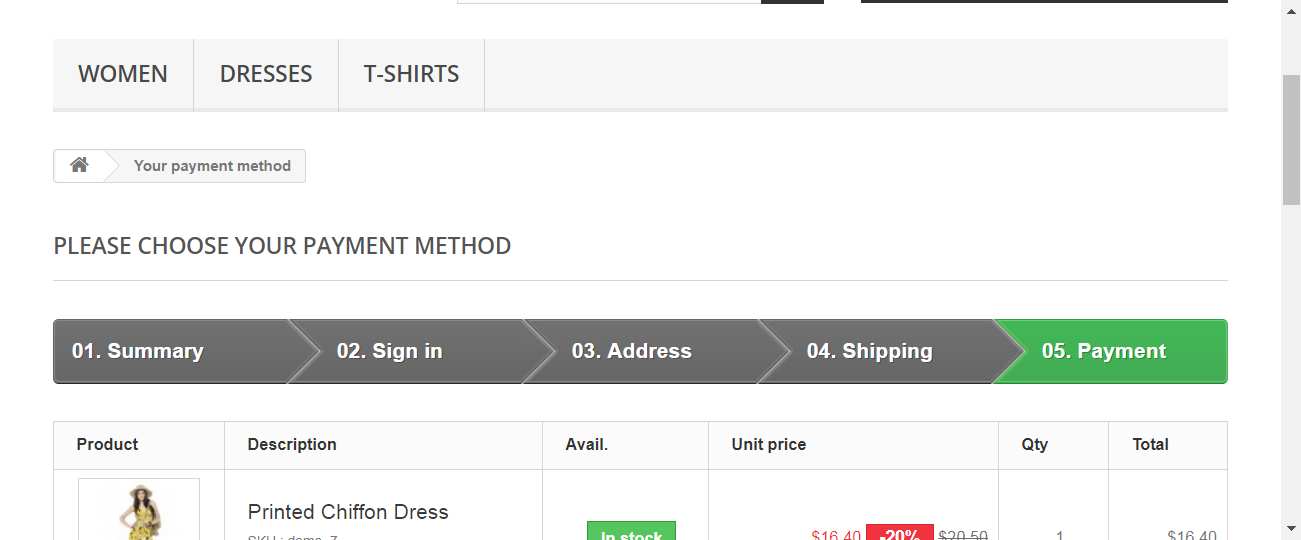 WOMEN DRESSES T-SHIRTS
Your payment method
PLEASE CHOOSE YOUR PAYMENT METHOD
01. Summary 02. Sign in 03. Address 04. Shipping 05. Payment
Product Description Avail. Unit price Qty Total
Printed Chiffon Dress
SKU : demo_7 In stock $16.40 -20% $20.50 1 $16.40